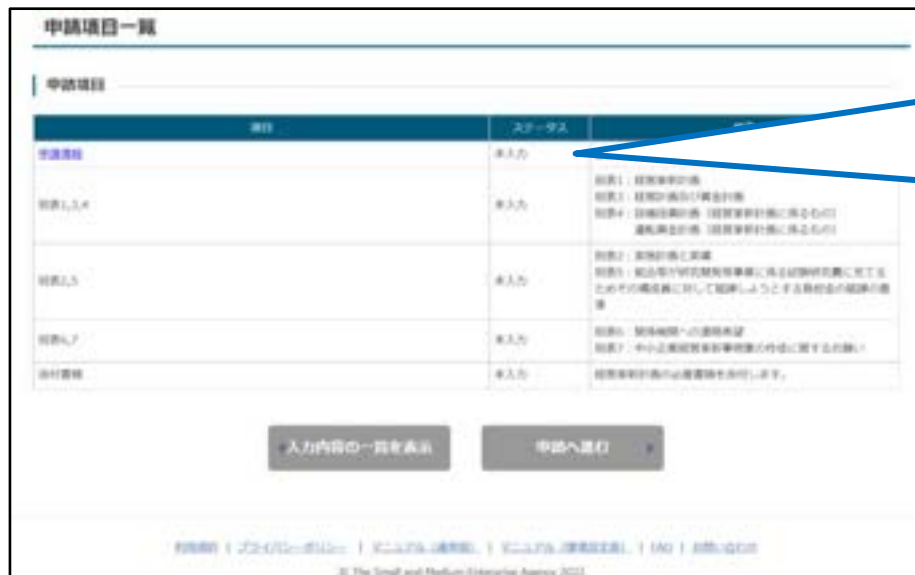 申請項目一覧
申請項目
項目 ステータス
申請書類 未入力
別表1,3,4 未入力 別表1：経営革新計画
別表3：経営計画及び資金計画
別表4：設備投資計画（経営革新計画に係るもの）
運転資金計画（経営革新計画に係るもの）
別表2,5 未入力 別表2：実施計画と実績
別表5：組合等が研究開発等事業に係る試験研究費に充てる
ためその構成員に対して賦課しようとする負担金の賦課の基
準
別表6,7 未入力 別表6：関係機関への連絡希望
別表7：中小企業経営革新事例集の作成に関するお願い
添付書類 未入力 経営革新計画の必要書類を添付します。
入力内容の一覧を表示 申請へ進む
利用規約 | プライバシーポリシー | マニュアル（通常版） | マニュアル（事業設定版） | FAQ | お問い合わせ
© The Small and Medium Enterprise Agency 2022